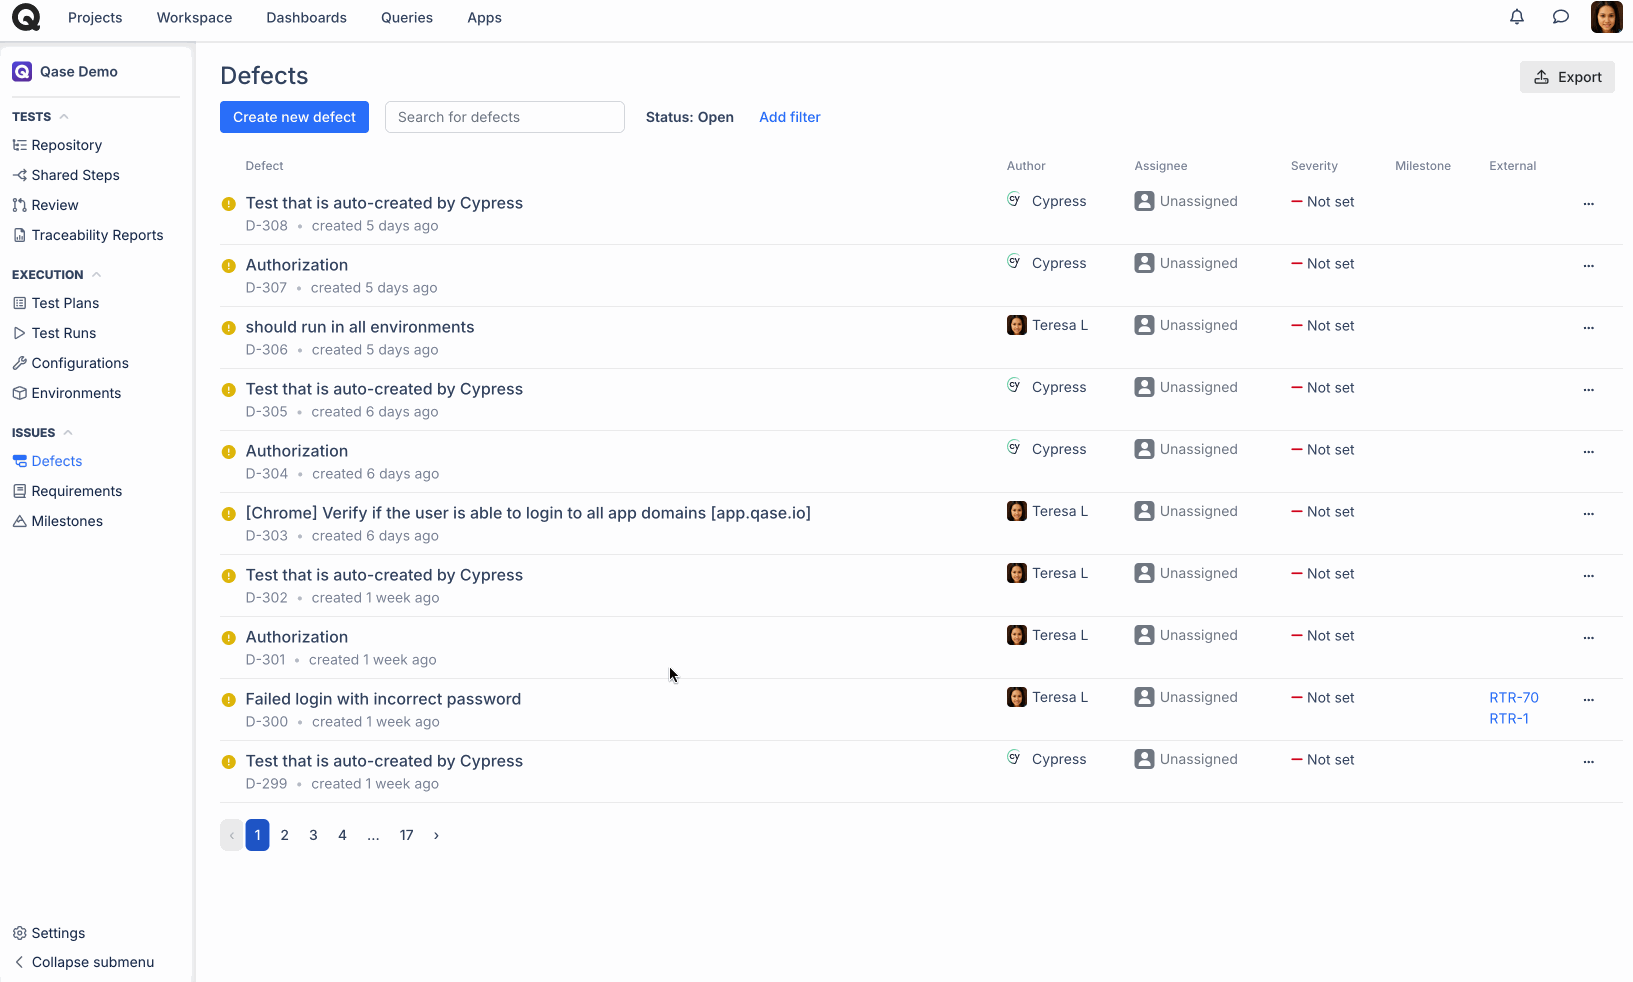 Projects Workspace Dashboards Queries Apps
Qase Demo
TESTS
Repository
Shared Steps
Review
Traceability Reports
EXECUTION
Test Plans
Test Runs
Configurations
Environments
ISSUES
Defects
Requirements
Milestones
Settings
Collapse submenu
Defects
Export
Create new defect Search for defects Status: Open Add filter
Defect Author Assignee Severity Milestone External
Test that is auto-created by Cypress cy Cypress Unassigned Not set ...
D-308 • created 5 days ago
Authorization cy Cypress Unassigned Not set ...
D-307 • created 5 days ago
should run in all environments Teresa L Unassigned Not set ...
D-306 • created 5 days ago
Test that is auto-created by Cypress cy Cypress Unassigned Not set ...
D-305 • created 6 days ago
Authorization cy Cypress Unassigned Not set ...
D-304 • created 6 days ago
[Chrome] Verify if the user is able to login to all app domains [app.qase.io] Teresa L Unassigned Not set ...
D-303 • created 6 days ago
Test that is auto-created by Cypress Teresa L Unassigned Not set ...
D-302 • created 1 week ago
Authorization Teresa L Unassigned Not set ...
D-301 • created 1 week ago
Failed login with incorrect password Teresa L Unassigned Not set RTR-70 ...
D-300 • created 1 week ago RTR-1
Test that is auto-created by Cypress cy Cypress Unassigned Not set ...
D-299 • created 1 week ago
‹ 1 2 3 4 ... 17 ›